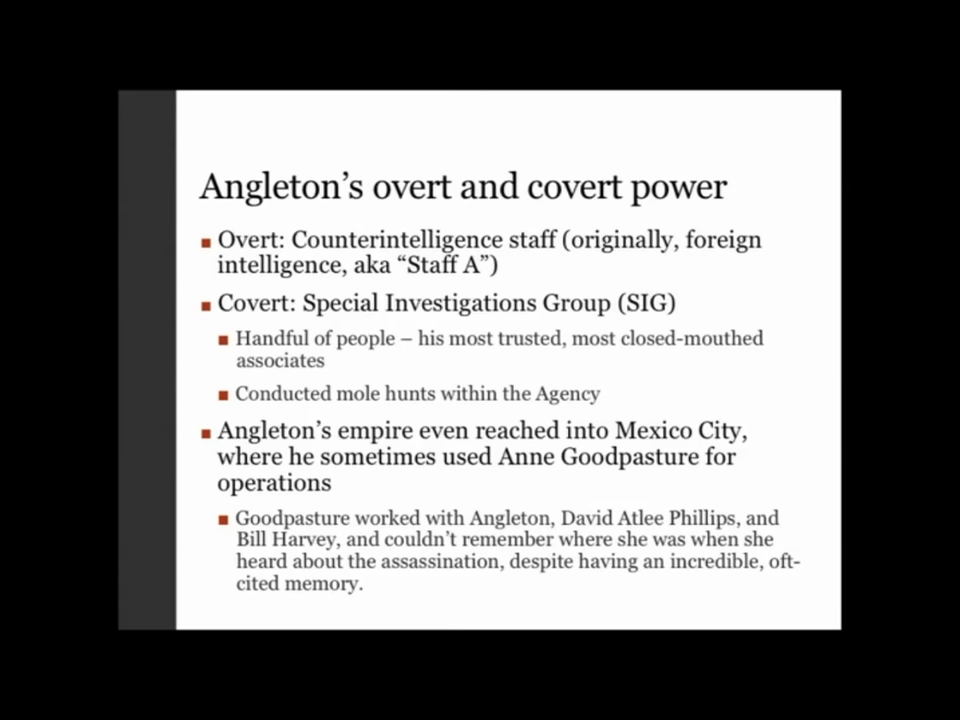 Angleton’s overt and covert power
■ Overt: Counterintelligence staff (originally, foreign
intelligence, aka “Staff A”)
■ Covert: Special Investigations Group (SIG)
■ Handful of people – his most trusted, most closed-mouthed
associates
■ Conducted mole hunts within the Agency
■ Angleton’s empire even reached into Mexico City,
where he sometimes used Anne Goodpasture for
operations
■ Goodpasture worked with Angleton, David Atlee Phillips, and
Bill Harvey, and couldn’t remember where she was when she
heard about the assassination, despite having an incredible, oft-
cited memory.